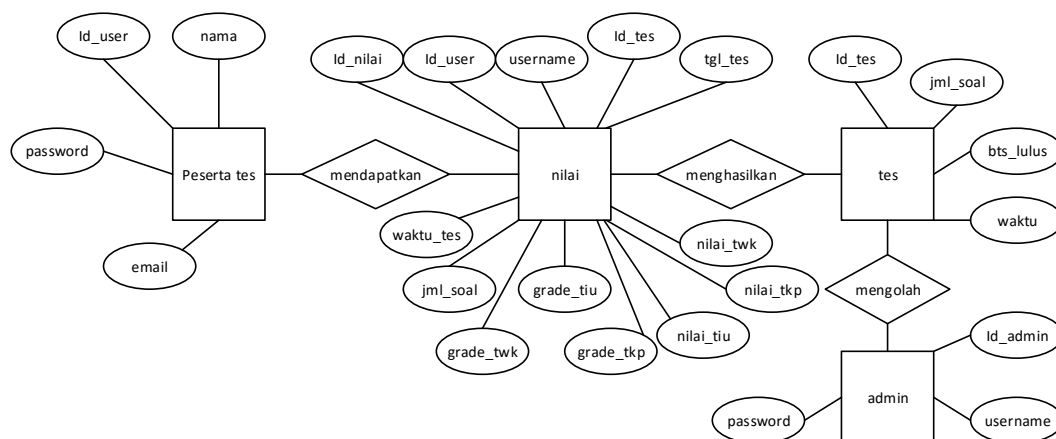 Id_user
nama
password
Peserta tes
email
mendapatkan
Id_nilai
Id_user
username
Id_tes
tgl_tes
nilai
waktu_tes
jml_soal
grade_twk
grade_tiu
grade_tkp
nilai_tiu
nilai_tkp
nilai_twk
menghasilkan
Id_tes
jml_soal
tes
bts_lulus
waktu
mengolah
Id_admin
admin
password
username